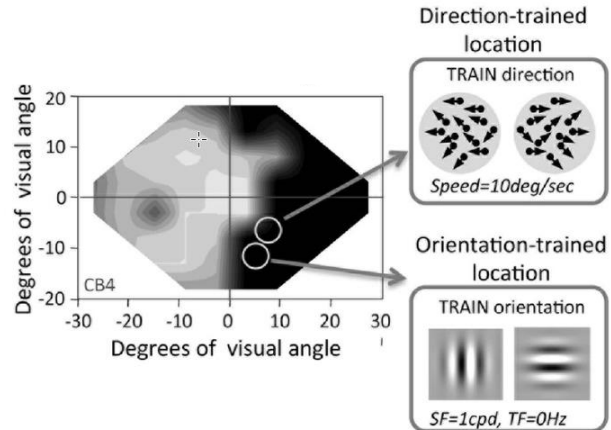 Direction-trained
location
TRAIN direction
Speed=10deg/sec
Orientation-trained
location
TRAIN orientation
SF=1cpd, TF=0Hz
Degrees of visual angle
20
10
0
-10
-20
CB4
-30 -20 -10 0 10 20 30
Degrees of visual angle